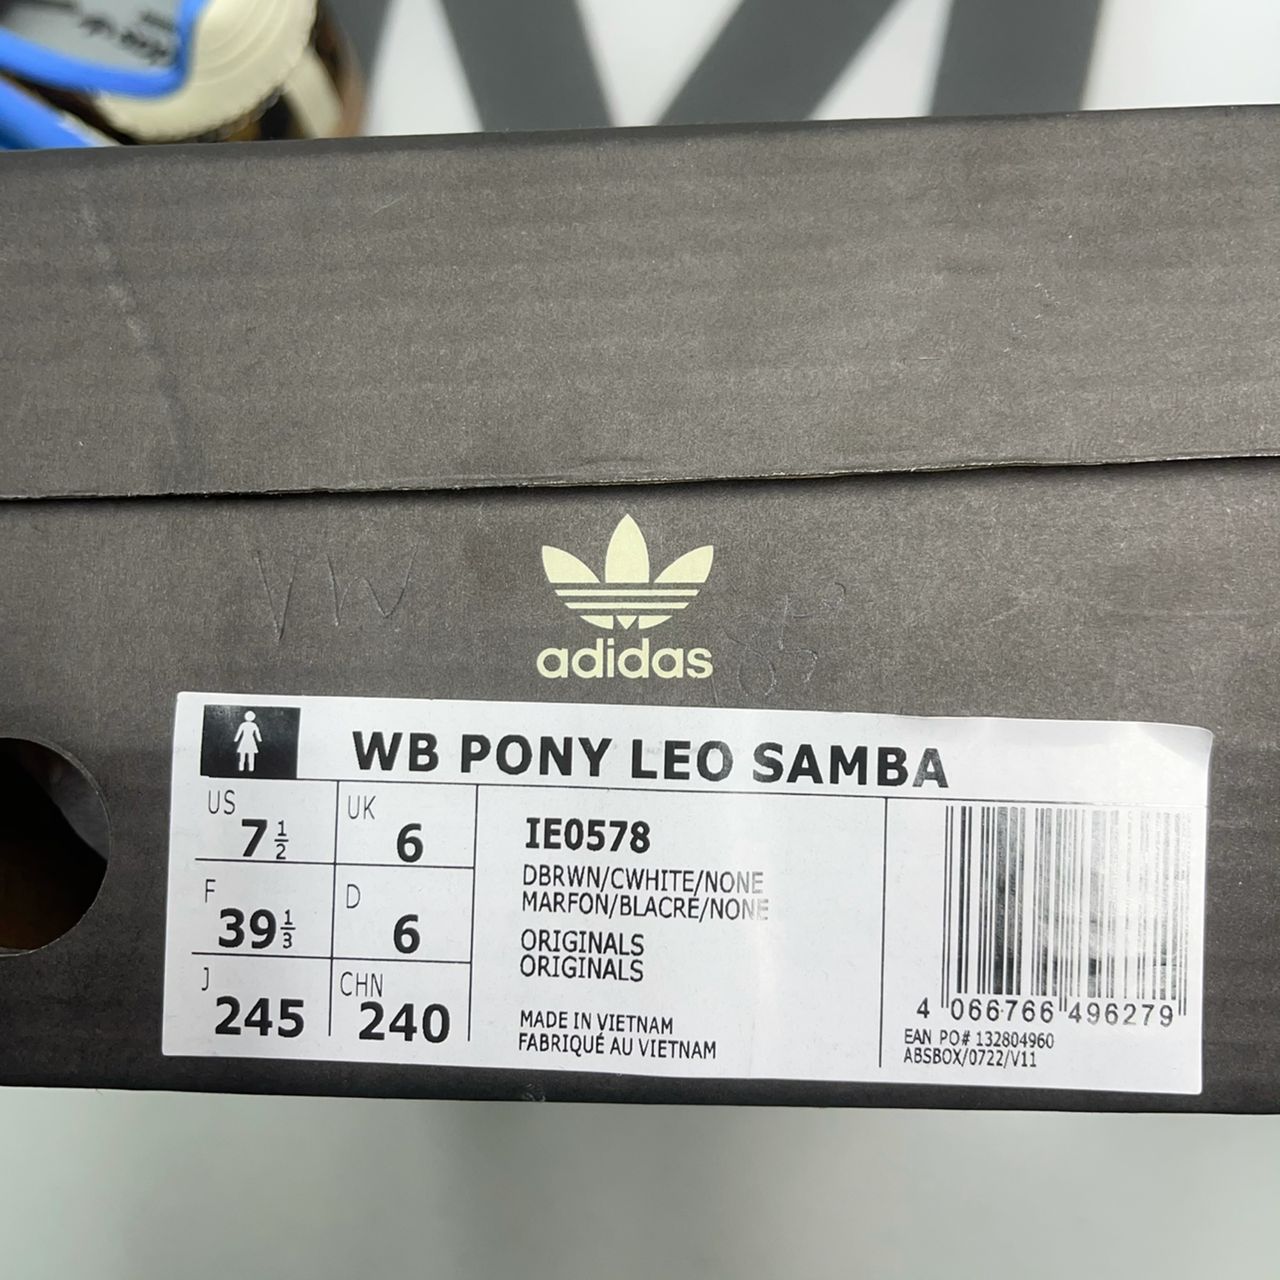 adidas
WB PONY LEO SAMBA
US 7 1/2 UK 6
F 39 1/3 D 6
J 245 CHN 240
IE0578
DBRWN/CWHITE/NONE
MARFON/BLACRÉ/NONE
ORIGINALS
ORIGINALS
MADE IN VIETNAM
FABRIQUÉ AU VIETNAM
4 066766 496279
EAN PO# 132804960
ABSBOX/0722/V11
VW